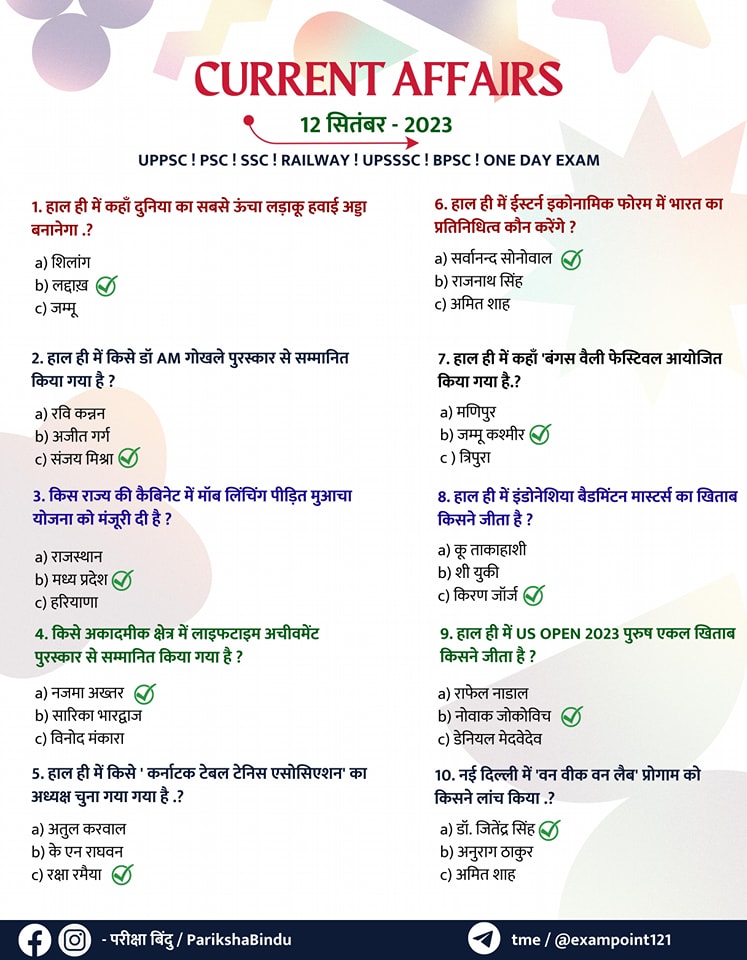 CURRENT AFFAIRS
12 सितंबर - 2023
UPPSC ! PSC ! SSC ! RAILWAY ! UPSSSC ! BPSC ! ONE DAY EXAM
1. हाल ही में कहाँ दुनिया का सबसे ऊंचा लड़ाकू हवाई अड्डा
बनानेगा .?
a) शिलांग
b) लद्दाख़
c) जम्मू
2. हाल ही में किसे डॉ AM गोखले पुरस्कार से सम्मानित
किया गया है ?
a) रवि कन्नन
b) अजीत गर्ग
c) संजय मिश्रा
3. किस राज्य की कैबिनेट में मॉब लिंचिंग पीड़ित मुआचा
योजना को मंजूरी दी है ?
a) राजस्थान
b) मध्य प्रदेश
c) हरियाणा
4. किसे अकादमीक क्षेत्र में लाइफटाइम अचीवमेंट
पुरस्कार से सम्मानित किया गया है ?
a) नजमा अख्तर
b) सारिका भारद्वाज
c) विनोद मंकारा
5. हाल ही में किसे ' कर्नाटक टेबल टेनिस एसोसिएशन' का
अध्यक्ष चुना गया गया है .?
a) अतुल करवाल
b) के एन राघवन
c) रक्षा रमैया
6. हाल ही में ईस्टर्न इकोनामिक फोरम में भारत का
प्रतिनिधित्व कौन करेंगे ?
a) सर्वानन्द सोनोवाल
b) राजनाथ सिंह
c) अमित शाह
7. हाल ही में कहाँ 'बंगस वैली फेस्टिवल आयोजित
किया गया है.?
a) मणिपुर
b) जम्मू कश्मीर
c ) त्रिपुरा
8. हाल ही में इंडोनेशिया बैडमिंटन मास्टर्स का खिताब
किसने जीता है ?
a) कू ताकाहाशी
b) शी युकी
c) किरण जॉर्ज
9. हाल ही में US OPEN 2023 पुरुष एकल खिताब
किसने जीता है ?
a) राफेल नाडाल
b) नोवाक जोकोविच
c) डेनियल मेदवेदेव
10. नई दिल्ली में 'वन वीक वन लैब' प्रोगाम को
किसने लांच किया .?
a) डॉ. जितेंद्र सिंह
b) अनुराग ठाकुर
c) अमित शाह
- परीक्षा बिंदु / ParikshaBindu
tme / @exampoint121